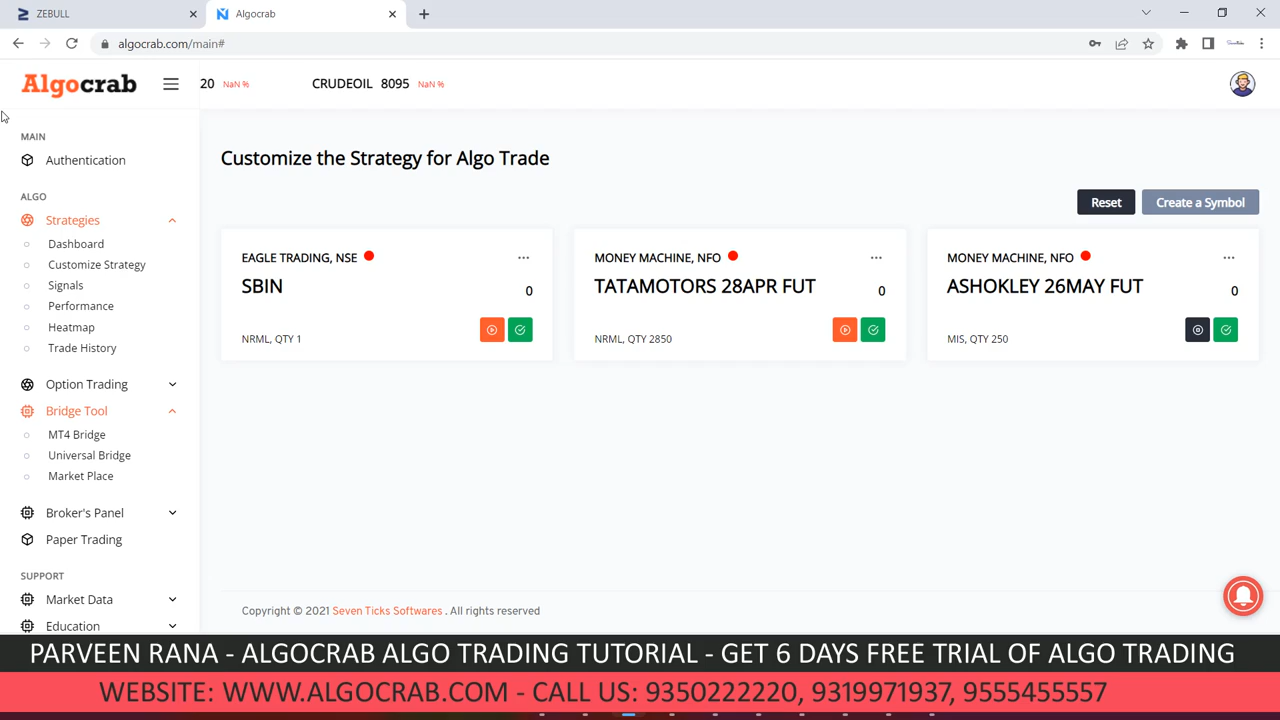 ZEBULL
Algocrab
algocrab.com/main#
Algocrab
20 NaN % CRUDEOIL 8095 NaN %
MAIN
Authentication
ALGO
Strategies
Dashboard
Customize Strategy
Signals
Performance
Heatmap
Trade History
Option Trading
Bridge Tool
MT4 Bridge
Universal Bridge
Market Place
Broker's Panel
Paper Trading
SUPPORT
Market Data
Education
Customize the Strategy for Algo Trade
Reset
Create a Symbol
EAGLE TRADING, NSE
SBIN
0
NRML, QTY 1
MONEY MACHINE, NFO
TATAMOTORS 28APR FUT
0
NRML, QTY 2850
MONEY MACHINE, NFO
ASHOKLEY 26MAY FUT
0
MIS, QTY 250
Copyright © 2021 Seven Ticks Softwares . All rights reserved
PARVEEN RANA - ALGOCRAB ALGO TRADING TUTORIAL - GET 6 DAYS FREE TRIAL OF ALGO TRADING
WEBSITE: WWW.ALGOCRAB.COM - CALL US: 9350222220, 9319971937, 9555455557